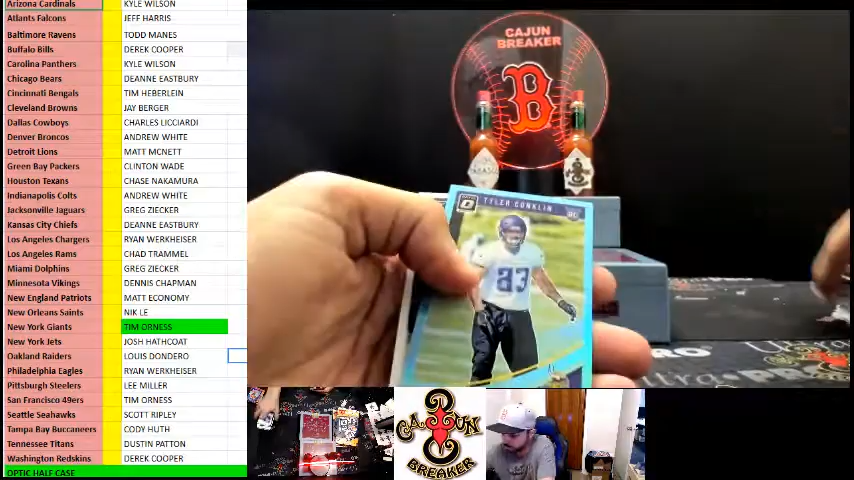 Arizona Cardinals KYLE WILSON
Atlants Falcons JEFF HARRIS
Baltimore Ravens TODD MANES
Buffalo Bills DEREK COOPER
Carolina Panthers KYLE WILSON
Chicago Bears DEANNE EASTBURY
Cincinnati Bengals TIM HEBERLEIN
Cleveland Browns JAY BERGER
Dallas Cowboys CHARLES LICCIARDI
Denver Broncos ANDREW WHITE
Detroit Lions MATT MCNETT
Green Bay Packers CLINTON WADE
Houston Texans CHASE NAKAMURA
Indianapolis Colts ANDREW WHITE
Jacksonville Jaguars GREG ZIECKER
Kansas City Chiefs DEANNE EASTBURY
Los Angeles Chargers RYAN WERKHEISER
Los Angeles Rams CHAD TRAMMEL
Miami Dolphins GREG ZIECKER
Minnesota Vikings DENNIS CHAPMAN
New England Patriots MATT ECONOMY
New Orleans Saints NIK LE
New York Giants TIM ORNESS
New York Jets JOSH HATHCOAT
Oakland Raiders LOUIS DONDERO
Philadelphia Eagles RYAN WERKHEISER
Pittsburgh Steelers LEE MILLER
San Francisco 49ers TIM ORNESS
Seattle Seahawks SCOTT RIPLEY
Tampa Bay Buccaneers CODY HUTH
Tennessee Titans DUSTIN PATTON
Washington Redskins DEREK COOPER
OPTIC HALF CASE
CAJUN
BREAKER
B
TYLER CONKLIN
83
CAJUN
BREAKER